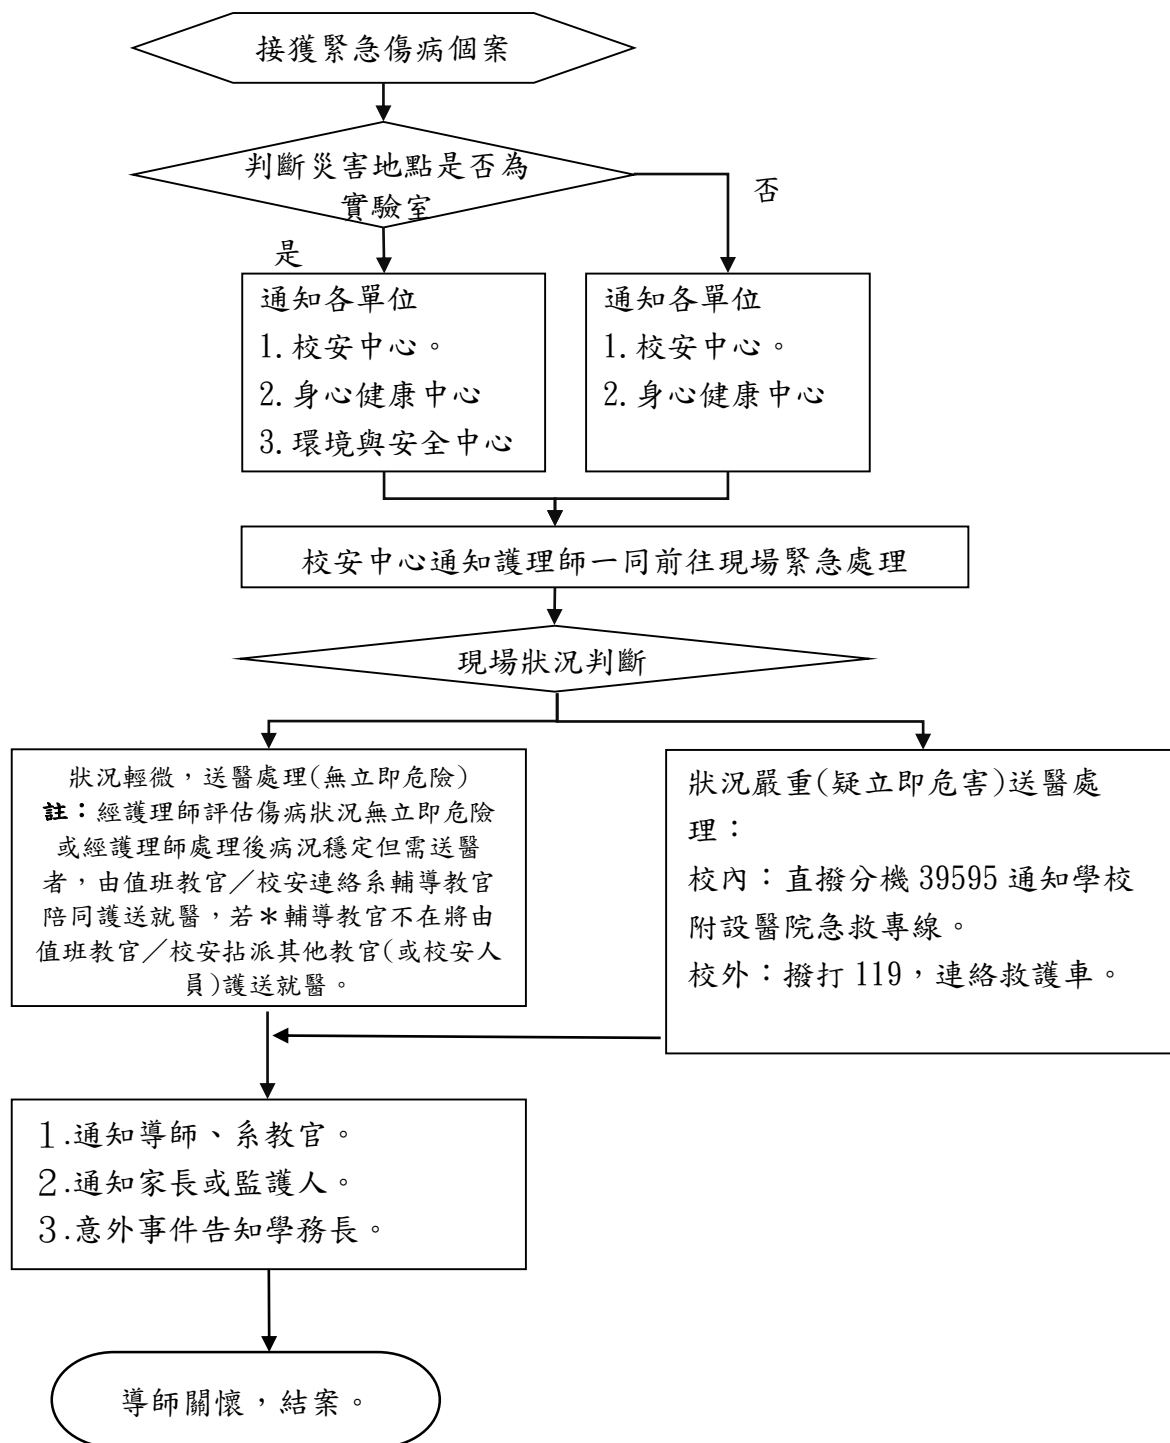 接獲緊急傷病個案
判斷災害地點是否為
實驗室
否
是
通知各單位
1.校安中心。
2.身心健康中心
3.環境與安全中心
通知各單位
1.校安中心。
2.身心健康中心
校安中心通知護理師一同前往現場緊急處理
現場狀況判斷
狀況輕微，送醫處理(無立即危險)
註：經護理師評估傷病狀況無立即危險
或經護理師處理後病況穩定但需送醫
者，由值班教官／校安連絡系輔導教官
陪同護送就醫，若＊輔導教官不在將由
值班教官／校安拈派其他教官(或校安人
員)護送就醫。
狀況嚴重(疑立即危害)送醫處
理：
校內：直撥分機 39595 通知學校
附設醫院急救專線。
校外：撥打 119，連絡救護車。
１.通知導師、系教官。
２.通知家長或監護人。
３.意外事件告知學務長。
導師關懷，結案。